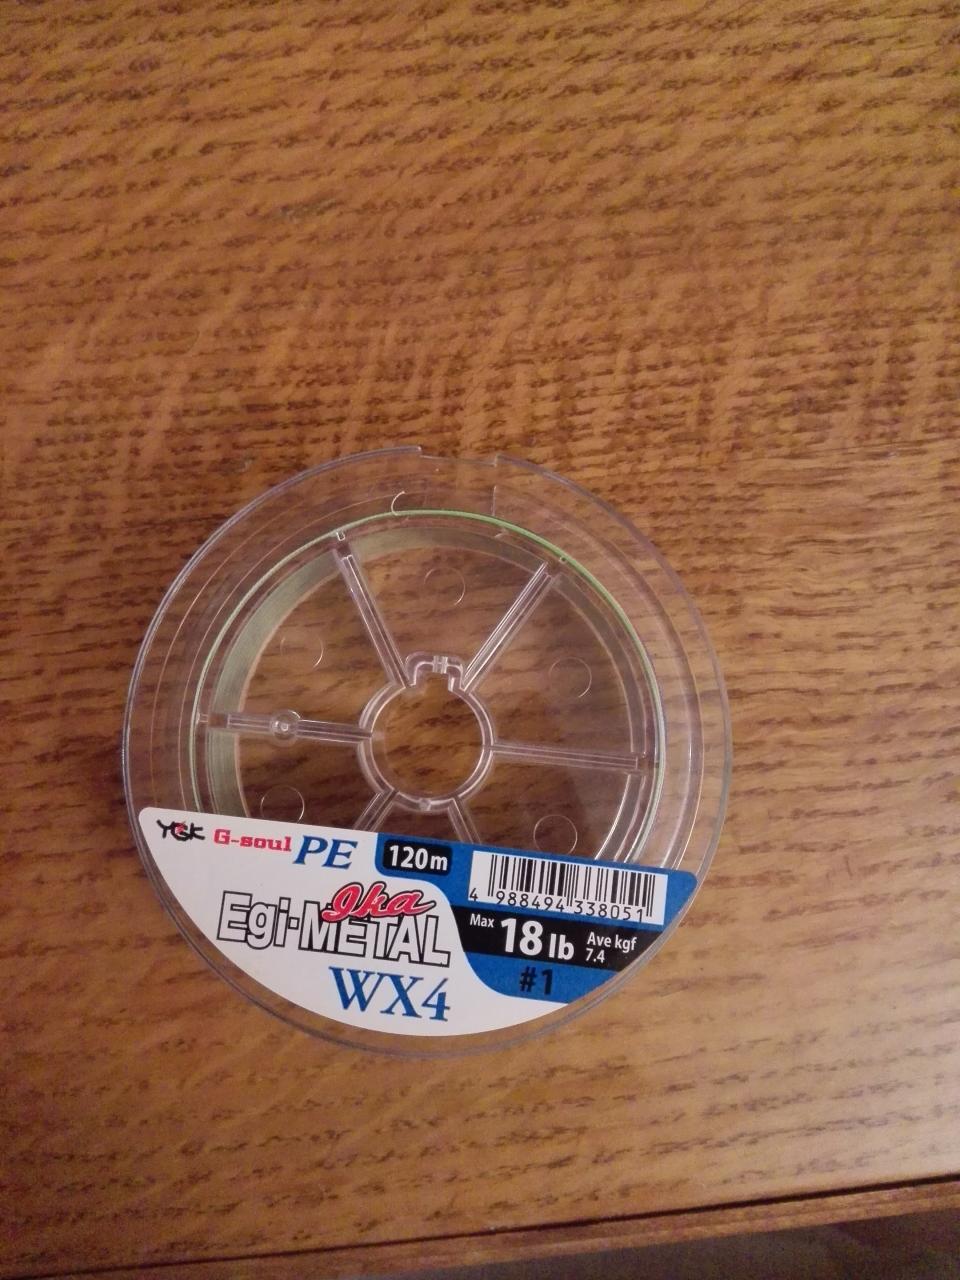 YGK G-soul PE 120m
4 988494 338051
Ika
Egi·METAL
WX4
Max 18 lb Ave kgf 7.4
#1